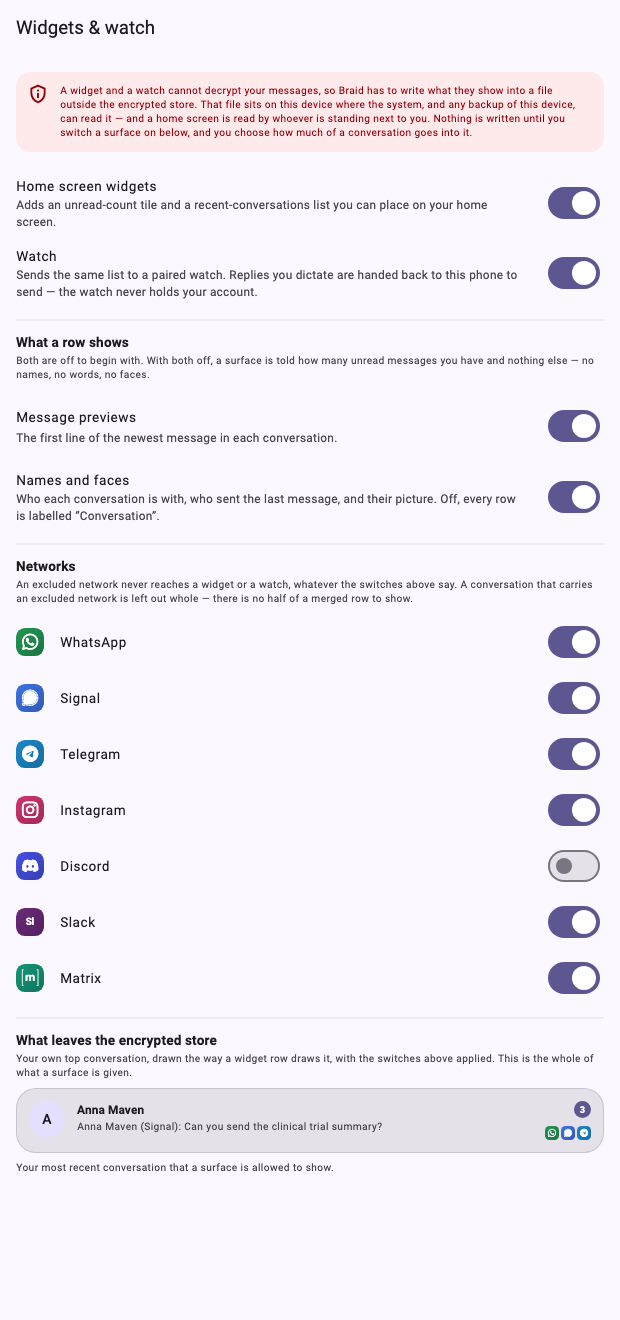 Widgets & watch
A widget and a watch cannot decrypt your messages, so Braid has to write what they show into a file
outside the encrypted store. That file sits on this device where the system, and any backup of this device,
can read it — and a home screen is read by whoever is standing next to you. Nothing is written until you
switch a surface on below, and you choose how much of a conversation goes into it.
Home screen widgets
Adds an unread-count tile and a recent-conversations list you can place on your home
screen.
Watch
Sends the same list to a paired watch. Replies you dictate are handed back to this phone to
send — the watch never holds your account.
What a row shows
Both are off to begin with. With both off, a surface is told how many unread messages you have and nothing else — no
names, no words, no faces.
Message previews
The first line of the newest message in each conversation.
Names and faces
Who each conversation is with, who sent the last message, and their picture. Off, every row
is labelled “Conversation”.
Networks
An excluded network never reaches a widget or a watch, whatever the switches above say. A conversation that carries
an excluded network is left out whole — there is no half of a merged row to show.
WhatsApp
Signal
Telegram
Instagram
Discord
Sl Slack
[m] Matrix
What leaves the encrypted store
Your own top conversation, drawn the way a widget row draws it, with the switches above applied. This is the whole of
what a surface is given.
A
Anna Maven
3
Anna Maven (Signal): Can you send the clinical trial summary?
Your most recent conversation that a surface is allowed to show.